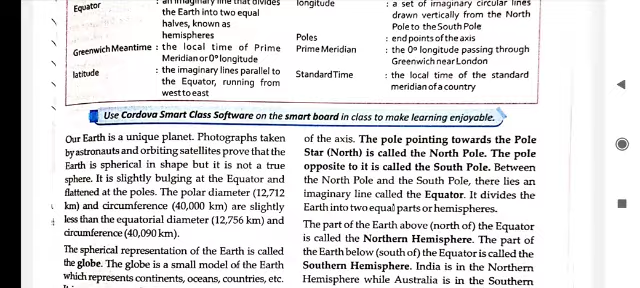 Equator : an imaginary line that divides
the Earth into two equal
halves, known as
hemispheres
Greenwich Meantime : the local time of Prime
Meridian or 0° longitude
latitude : the imaginary lines parallel to
the Equator, running from
west to east
longitude : a set of imaginary circular lines
drawn vertically from the North
Pole to the South Pole
Poles : end points of the axis
Prime Meridian : the 0° longitude passing through
Greenwich near London
Standard Time : the local time of the standard
meridian of a country
Use Cordova Smart Class Software on the smart board in class to make learning enjoyable.
Our Earth is a unique planet. Photographs taken
by astronauts and orbiting satellites prove that the
Earth is spherical in shape but it is not a true
sphere. It is slightly bulging at the Equator and
flattened at the poles. The polar diameter (12,712
km) and circumference (40,000 km) are slightly
less than the equatorial diameter (12,756 km) and
circumference (40,090 km).
The spherical representation of the Earth is called
the globe. The globe is a small model of the Earth
which represents continents, oceans, countries, etc.
of the axis. The pole pointing towards the Pole
Star (North) is called the North Pole. The pole
opposite to it is called the South Pole. Between
the North Pole and the South Pole, there lies an
imaginary line called the Equator. It divides the
Earth into two equal parts or hemispheres.
The part of the Earth above (north of) the Equator
is called the Northern Hemisphere. The part of
the Earth below (south of) the Equator is called the
Southern Hemisphere. India is in the Northern
Hemisphere while Australia is in the Southern